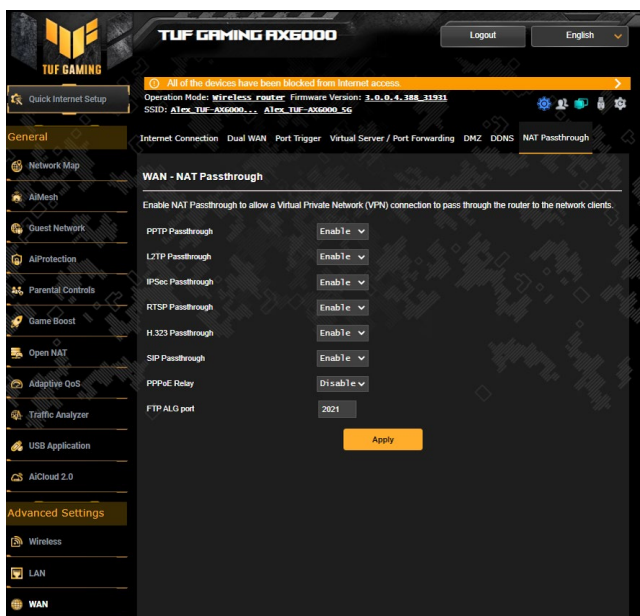 TUF GAMING AX6000
Logout
English
TUF GAMING
All of the devices have been blocked from Internet access.
Quick Internet Setup
Operation Mode: Wireless router Firmware Version: 3.0.0.4.388_31931
SSID: Alex_TUF-AX6000... Alex_TUF-AX6000_5G
General
Internet Connection Dual WAN Port Trigger Virtual Server / Port Forwarding DMZ DDNS NAT Passthrough
Network Map
AiMesh
Guest Network
AiProtection
Parental Controls
Game Boost
Open NAT
Adaptive QoS
Traffic Analyzer
USB Application
AiCloud 2.0
Advanced Settings
Wireless
LAN
WAN
WAN - NAT Passthrough
Enable NAT Passthrough to allow a Virtual Private Network (VPN) connection to pass through the router to the network clients.
PPTP Passthrough Enable
L2TP Passthrough Enable
IPSec Passthrough Enable
RTSP Passthrough Enable
H.323 Passthrough Enable
SIP Passthrough Enable
PPPoE Relay Disable
FTP ALG port 2021
Apply